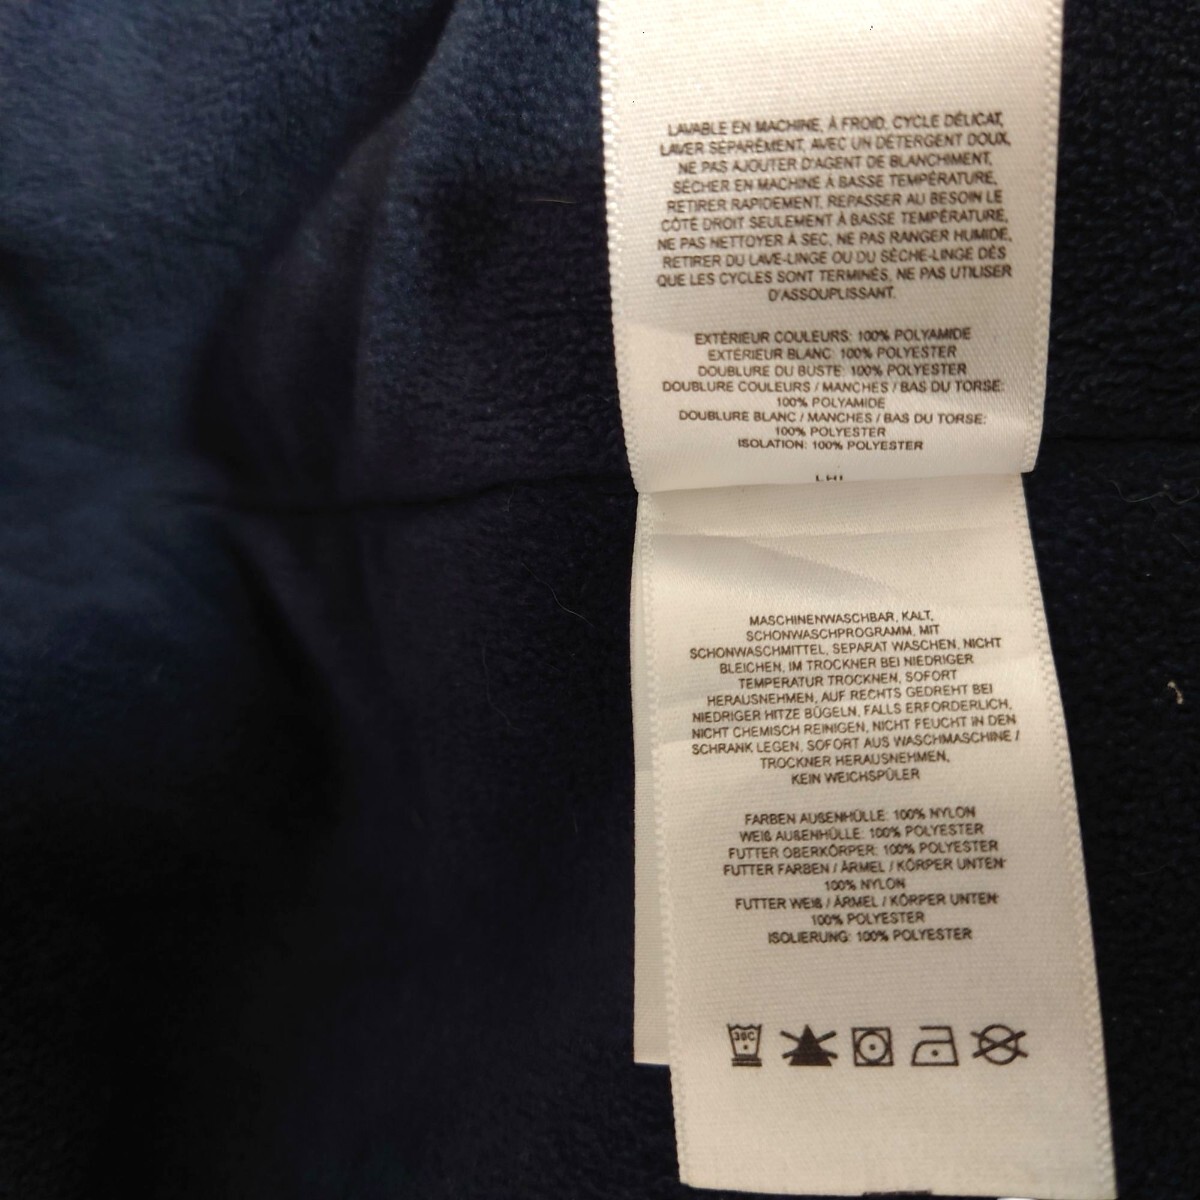 LAVABLE EN MACHINE, À FROID, CYCLE DÉLICAT,
LAVER SÉPARÉMENT, AVEC UN DÉTERGENT DOUX,
NE PAS AJOUTER D'AGENT DE BLANCHIMENT,
SÉCHER EN MACHINE À BASSE TEMPÉRATURE,
RETIRER RAPIDEMENT, REPASSER AU BESOIN LE
CÔTÉ DROIT SEULEMENT À BASSE TEMPÉRATURE,
NE PAS NETTOYER À SEC, NE PAS RANGER HUMIDE,
RETIRER DU LAVE-LINGE OU DU SÈCHE-LINGE DÈS
QUE LES CYCLES SONT TERMINÉS, NE PAS UTILISER
D'ASSOUPLISSANT.
EXTÉRIEUR COULEURS: 100% POLYAMIDE
EXTÉRIEUR BLANC: 100% POLYESTER
DOUBLURE DU BUSTE: 100% POLYESTER
DOUBLURE COULEURS / MANCHES / BAS DU TORSE:
100% POLYAMIDE
DOUBLURE BLANC / MANCHES / BAS DU TORSE:
100% POLYESTER
ISOLATION: 100% POLYESTER
MASCHINENWASCHBAR, KALT,
SCHONWASCHPROGRAMM, MIT
SCHONWASCHMITTEL, SEPARAT WASCHEN, NICHT
BLEICHEN, IM TROCKNER BEI NIEDRIGER
TEMPERATUR TROCKNEN, SOFORT
HERAUSNEHMEN, AUF RECHTS GEDREHT BEI
NIEDRIGER HITZE BÜGELN, FALLS ERFORDERLICH,
NICHT CHEMISCH REINIGEN, NICHT FEUCHT IN DEN
SCHRANK LEGEN, SOFORT AUS WASCHMASCHINE /
TROCKNER HERAUSNEHMEN,
KEIN WEICHSPÜLER
FARBEN AUßENHÜLLE: 100% NYLON
WEIß AUßENHÜLLE: 100% POLYESTER
FUTTER OBERKÖRPER: 100% POLYESTER
FUTTER FARBEN / ÄRMEL / KÖRPER UNTEN:
100% NYLON
FUTTER WEIß / ÄRMEL / KÖRPER UNTEN:
100% POLYESTER
ISOLIERUNG: 100% POLYESTER
30C